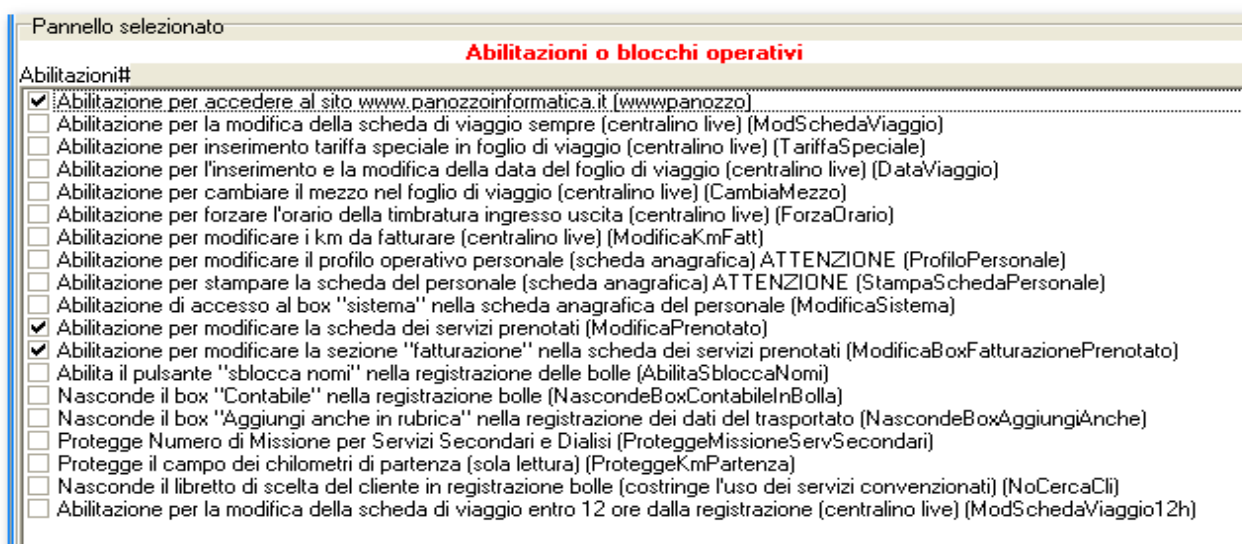 Pannello selezionato
Abilitazioni o blocchi operativi
Abilitazioni#
Abilitazione per accedere al sito www.panozzoinformatica.it (wwwpanozzo)
Abilitazione per la modifica della scheda di viaggio sempre (centralino live) (ModSchedaViaggio)
Abilitazione per inserimento tariffa speciale in foglio di viaggio (centralino live) (TariffaSpeciale)
Abilitazione per l'inserimento e la modifica della data del foglio di viaggio (centralino live) (DataViaggio)
Abilitazione per cambiare il mezzo nel foglio di viaggio (centralino live) (CambiaMezzo)
Abilitazione per forzare l'orario della timbratura ingresso uscita (centralino live) (ForzaOrario)
Abilitazione per modificare i km da fatturare (centralino live) (ModificaKmFatt)
Abilitazione per modificare il profilo operativo personale (scheda anagrafica) ATTENZIONE (ProfiloPersonale)
Abilitazione per stampare la scheda del personale (scheda anagrafica) ATTENZIONE (StampaSchedaPersonale)
Abilitazione di accesso al box "sistema" nella scheda anagrafica del personale (ModificaSistema)
Abilitazione per modificare la scheda dei servizi prenotati (ModificaPrenotato)
Abilitazione per modificare la sezione "fatturazione" nella scheda dei servizi prenotati (ModificaBoxFatturazionePrenotato)
Abilita il pulsante "sblocca nomi" nella registrazione delle bolle (AbilitaSbloccaNomi)
Nasconde il box "Contabile" nella registrazione bolle (NascondeBoxContabileInBolla)
Nasconde il box "Aggiungi anche in rubrica" nella registrazione dei dati del trasportato (NascondeBoxAggiungiAnche)
Protegge Numero di Missione per Servizi Secondari e Dialisi (ProteggeMissioneServSecondari)
Protegge il campo dei chilometri di partenza (sola lettura) (ProteggeKmPartenza)
Nasconde il libretto di scelta del cliente in registrazione bolle (costringe l'uso dei servizi convenzionati) (NoCercaCli)
Abilitazione per la modifica della scheda di viaggio entro 12 ore dalla registrazione (centralino live) (ModSchedaViaggio12h)